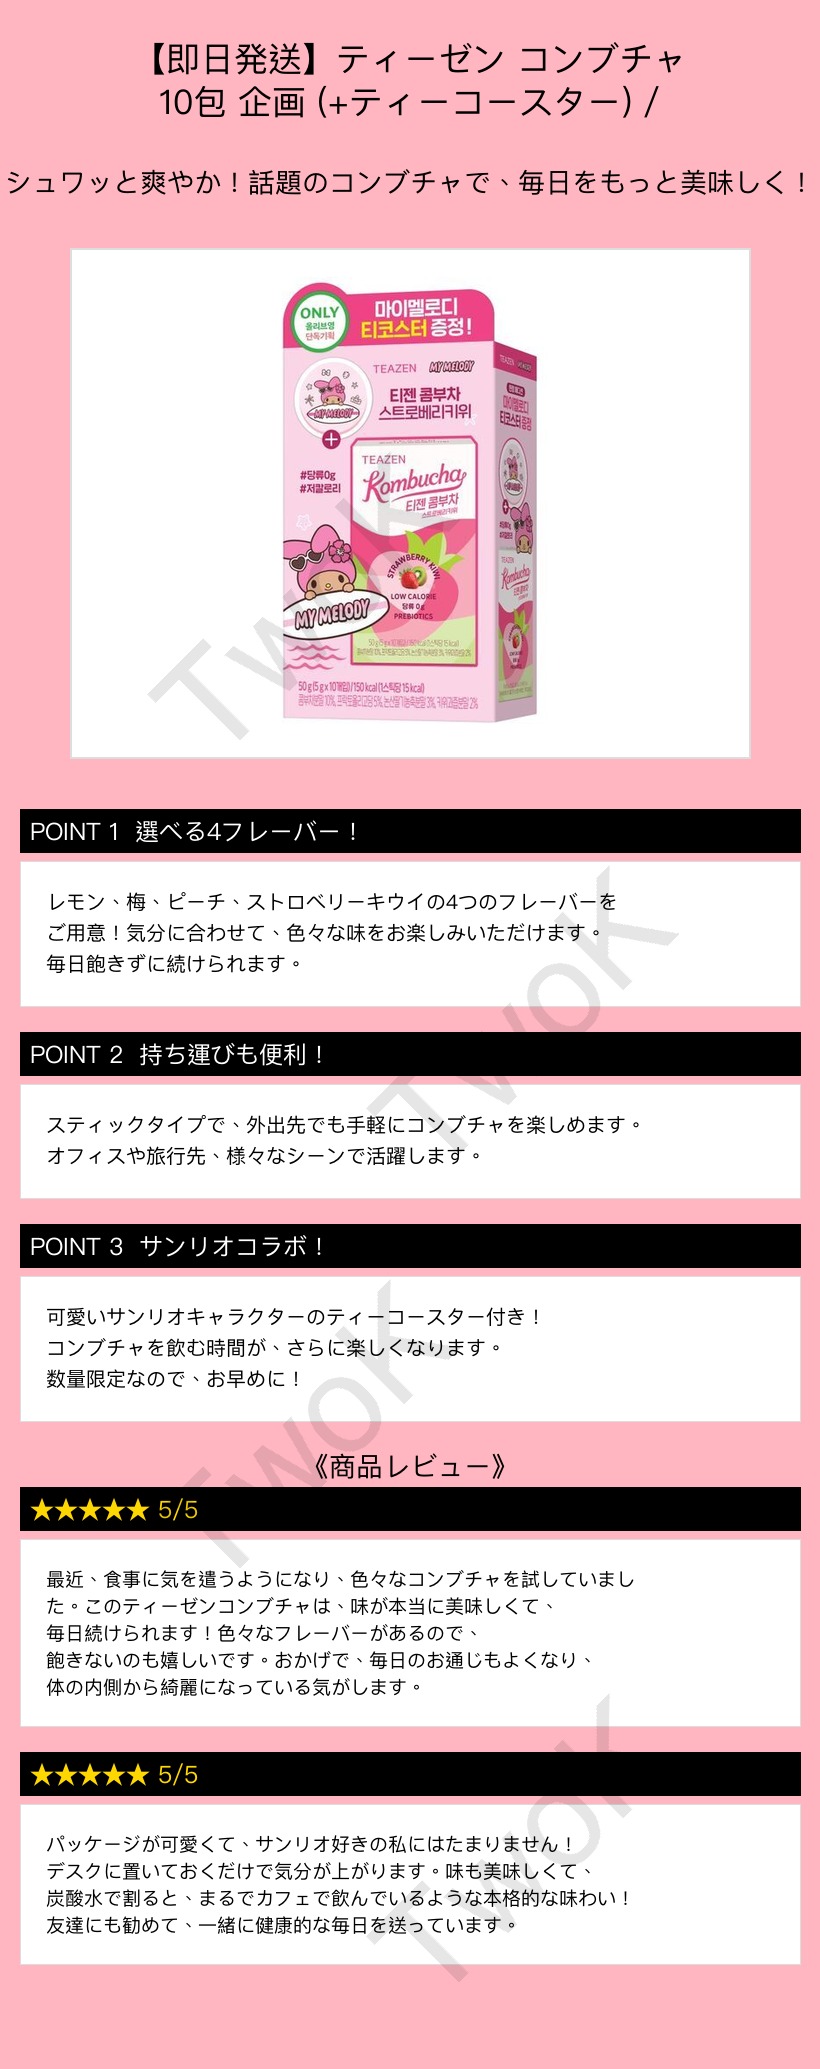 【即日発送】ティーゼン コンブチャ
10包 企画 (+ティーコースター) /
シュワッと爽やか！話題のコンブチャで、毎日をもっと美味しく！
ONLY
올리브영
단독기획
마이멜로디
티코스터 증정!
TEAZEN MY MELODY
티젠 콤부차
스트로베리키위
MY MELODY
#당류0g
#저칼로리
TEAZEN
Kombucha
티젠 콤부차
스트로베리키위
STRAWBERRY KIWI
LOW CALORIE
당류 0g
PREBIOTICS
MY MELODY
50 g (5 g x 10개입)/150 kcal (1스틱당 15 kcal)
TEAZEN
마이멜로디
티코스터 증정
TEAZEN
Kombucha
TwoK
POINT 1 選べる4フレーバー！
レモン、梅、ピーチ、ストロベリーキウイの4つのフレーバーを
ご用意！気分に合わせて、色々な味をお楽しみいただけます。
毎日飽きずに続けられます。
TwoK
POINT 2 持ち運びも便利！
スティックタイプで、外出先でも手軽にコンブチャを楽しめます。
オフィスや旅行先、様々なシーンで活躍します。
POINT 3 サンリオコラボ！
可愛いサンリオキャラクターのティーコースター付き！
コンブチャを飲む時間が、さらに楽しくなります。
数量限定なので、お早めに！
TwoK
《商品レビュー》
★★★★★ 5/5
最近、食事に気を遣うようになり、色々なコンブチャを試していまし
た。このティーゼンコンブチャは、味が本当に美味しくて、
毎日続けられます！色々なフレーバーがあるので、
飽きないのも嬉しいです。おかげで、毎日のお通じもよくなり、
体の内側から綺麗になっている気がします。
★★★★★ 5/5
パッケージが可愛くて、サンリオ好きの私にはたまりません！
デスクに置いておくだけで気分が上がります。味も美味しくて、
炭酸水で割ると、まるでカフェで飲んでいるような本格的な味わい！
友達にも勧めて、一緒に健康的な毎日を送っています。
TwoK